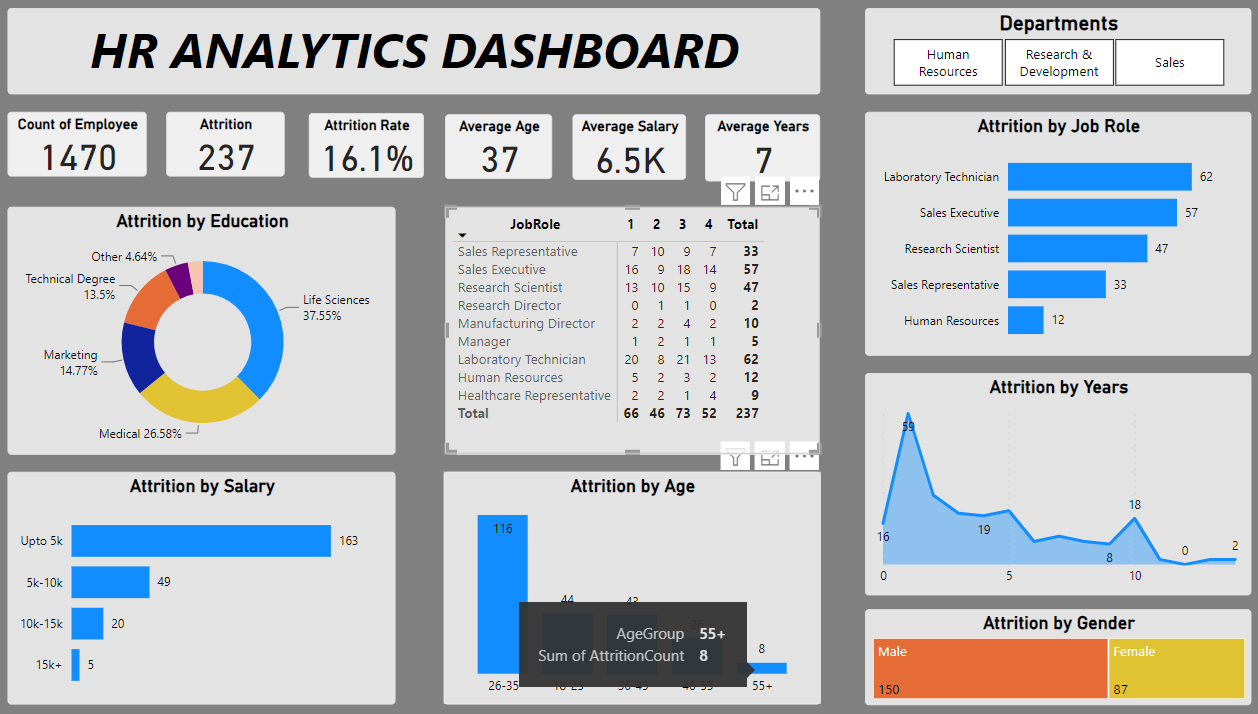 HR ANALYTICS DASHBOARD
Departments
Human
Resources
Research &
Development
Sales
Count of Employee
1470
Attrition
237
Attrition Rate
16.1%
Average Age
37
Average Salary
6.5K
Average Years
7
Attrition by Education
Other 4.64%
Technical Degree
13.5%
Life Sciences
37.55%
Marketing
14.77%
Medical 26.58%
JobRole 1 2 3 4 Total
Sales Representative 7 10 9 7 33
Sales Executive 16 9 18 14 57
Research Scientist 13 10 15 9 47
Research Director 0 1 1 0 2
Manufacturing Director 2 2 4 2 10
Manager 1 2 1 1 5
Laboratory Technician 20 8 21 13 62
Human Resources 5 2 3 2 12
Healthcare Representative 2 2 1 4 9
Total 66 46 73 52 237
Attrition by Job Role
Laboratory Technician 62
Sales Executive 57
Research Scientist 47
Sales Representative 33
Human Resources 12
Attrition by Years
59
16
19
8
18
0
2
0 5 10
Attrition by Salary
Upto 5k 163
5k-10k 49
10k-15k 20
15k+ 5
Attrition by Age
116
44
43
8
AgeGroup 55+
Sum of AttritionCount 8
26-35
55+
Attrition by Gender
Male
150
Female
87